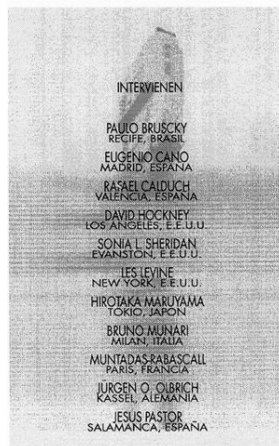 INTERVIENEN
PAULO BRUSCKY
RECIFE, BRASIL
EUGENIO CANO
MADRID, ESPAÑA
RAFAEL CALDUCH
VALENCIA, ESPAÑA
DAVID HOCKNEY
LOS ANGELES, E.E.U.U.
SONIA L. SHERIDAN
EVANSTON, E.E.U.U.
LES LEVINE
NEW YORK, E.E.U.U.
HIROTAKA MARUYAMA
TOKIO, JAPON
BRUNO MUNARI
MILAN, ITALIA
MUNTADAS-RABASCALL
PARIS, FRANCIA
JÜRGEN O. OLBRICH
KASSEL, ALEMANIA
JESUS PASTOR
SALAMANCA, ESPAÑA